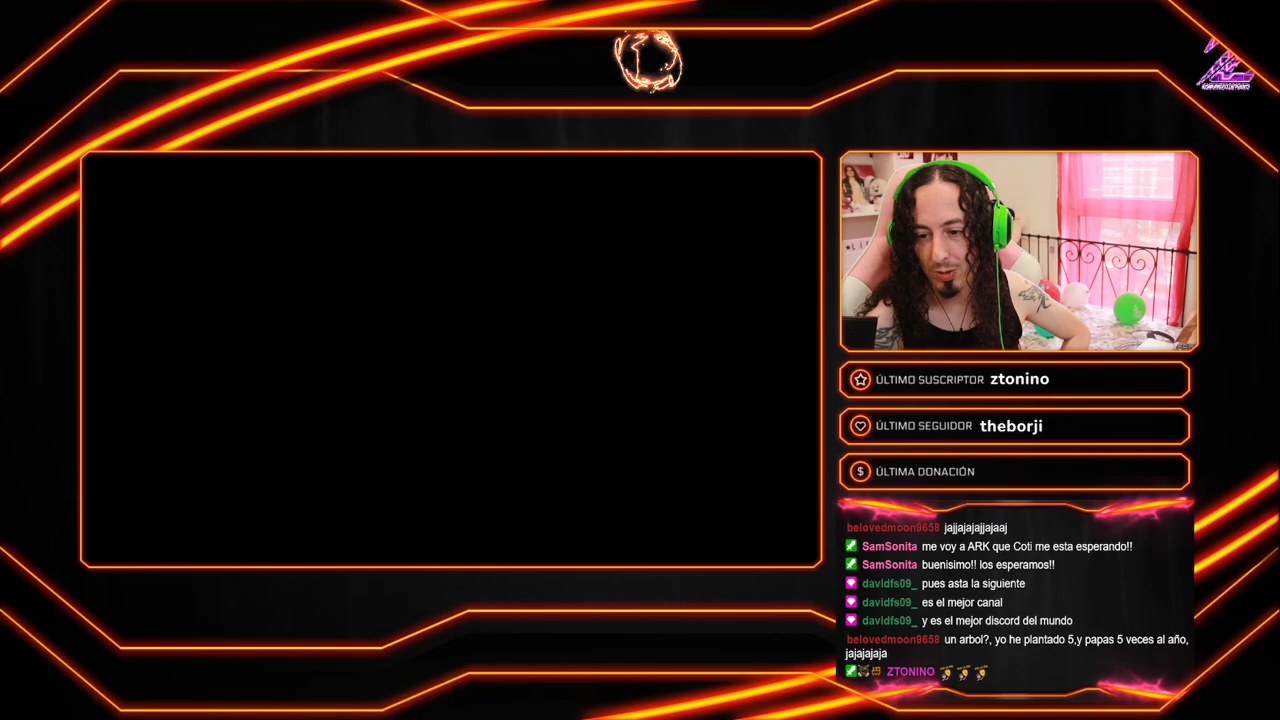 ÚLTIMO SUSCRIPTOR ztonino
ÚLTIMO SEGUIDOR theborji
ÚLTIMA DONACIÓN
belovedmoon9658 jajjajajajjajaaj
SamSonita me voy a ARK que Coti me esta esperando!!
SamSonita buenisimo!! los esperamos!!
davidfs09_ pues asta la siguiente
davidfs09_ es el mejor canal
davidfs09_ y es el mejor discord del mundo
belovedmoon9658 un arbol?, yo he plantado 5,y papas 5 veces al año,
jajajajaja
ZTONINO